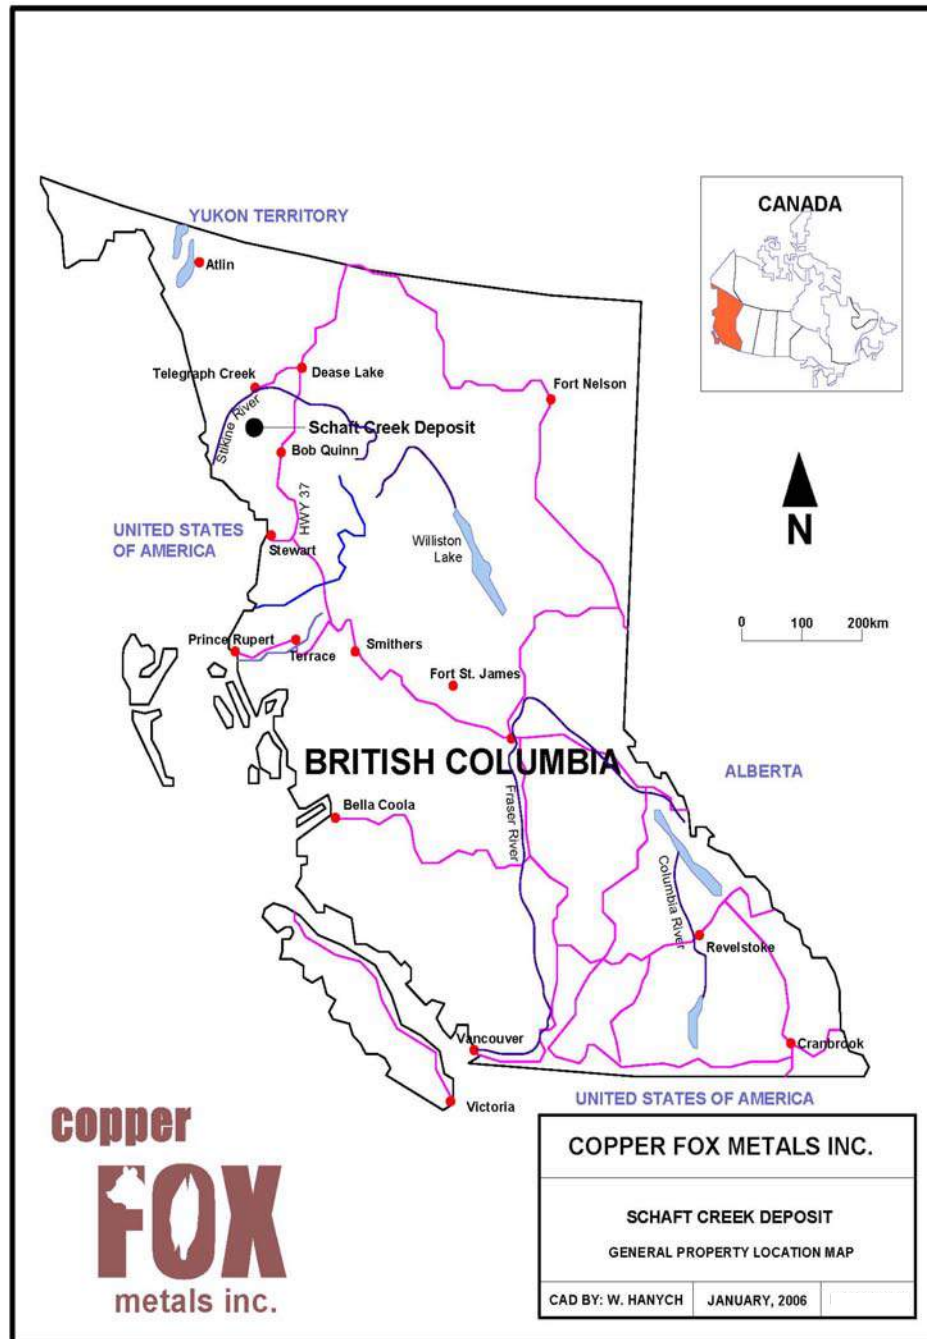 YUKON TERRITORY
CANADA
Atlin
Telegraph Creek
Dease Lake
Fort Nelson
Stikine River
Schaft Creek Deposit
Bob Quinn
HWY 37
UNITED STATES
OF AMERICA
Stewart
Williston
Lake
N
0 100 200km
Prince Rupert
Terrace
Smithers
Fort St. James
BRITISH COLUMBIA
ALBERTA
Bella Coola
Fraser River
Columbia River
Revelstoke
Vancouver
Cranbrook
Victoria
UNITED STATES OF AMERICA
copper
FOX
metals inc.
COPPER FOX METALS INC.
SCHAFT CREEK DEPOSIT
GENERAL PROPERTY LOCATION MAP
CAD BY: W. HANYCH
JANUARY, 2006